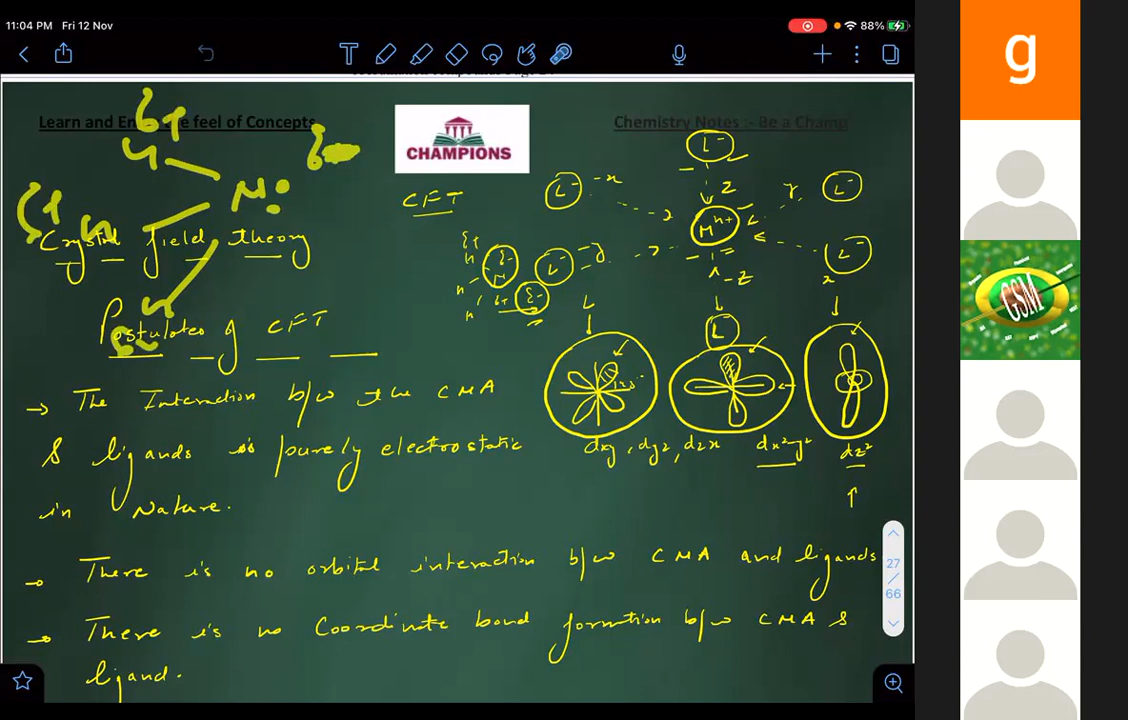 11:04 PM Fri 12 Nov
88%
Learn and En the feel of Concepts
CHAMPIONS
Chemistry Notes :- Be a Champ
δ+
δ-
H
N
CFT
L⁻
L⁻ -x
z
y L⁻
Mⁿ⁺
L⁻ -y
L⁻
x
-z
L
L
Crystal field theory
Postulates of CFT
→ The Interaction b/w the CMA
& ligands is purely electrostatic
in Nature.
dxy, dyz, dzx
dx²-y²
dz²
→ There is no orbital interaction b/w CMA and ligands
→ There is no Coordinate bond formation b/w CMA &
ligand.
27
/
66
g
GSM